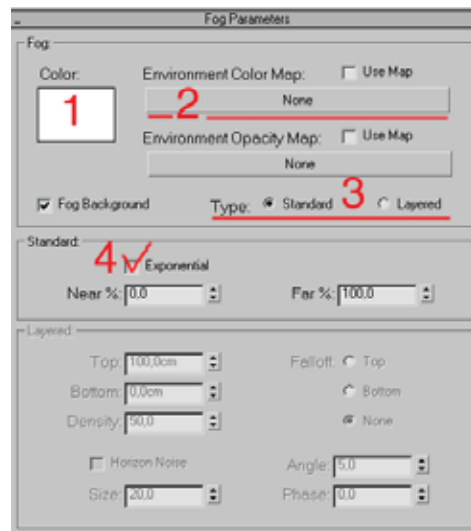 Fog Parameters
Fog:
Color: Environment Color Map: Use Map
1 2 None
Environment Opacity Map: Use Map
None
Fog Background Type: Standard 3 Layered
Standard:
4 Exponential
Near %: 0,0 Far %: 100,0
Layered:
Top: 100,0cm Falloff: Top
Bottom: 0,0cm Bottom
Density: 50,0 None
Horizon Noise Angle: 5,0
Size: 20,0 Phase: 0,0